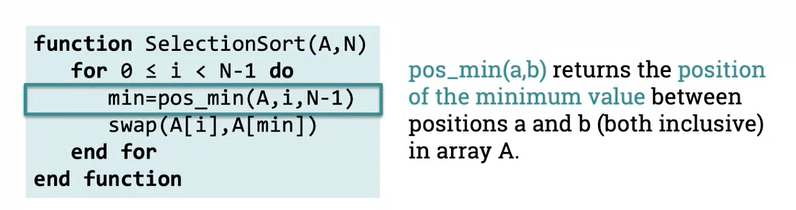 function SelectionSort(A,N)
for 0 ≤ i < N-1 do
min=pos_min(A,i,N-1)
swap(A[i],A[min])
end for
end function
pos_min(a,b) returns the position
of the minimum value between
positions a and b (both inclusive)
in array A.